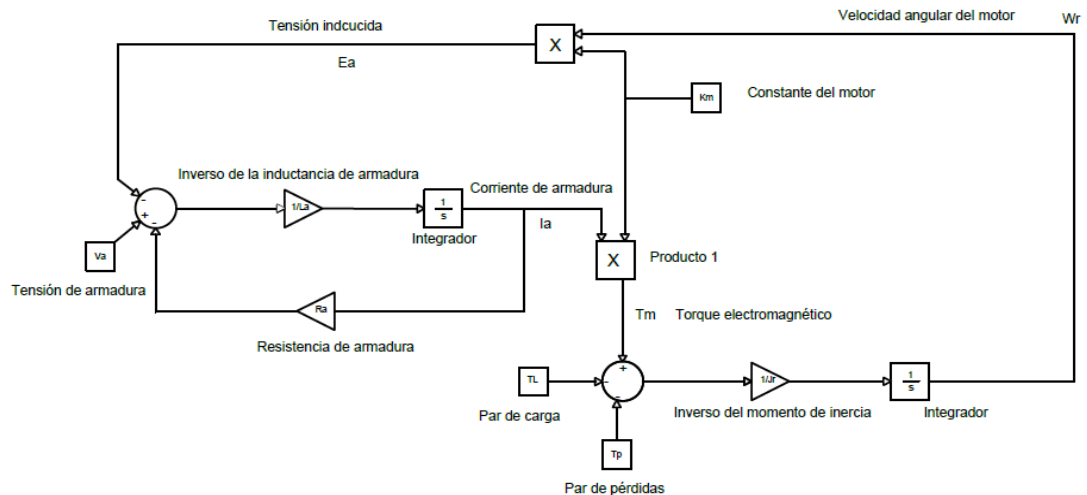 Velocidad angular del motor
Wr
Tensión indcucida
X
Ea
Km
Constante del motor
Inverso de la inductancia de armadura
Corriente de armadura
-
+
-
1/La
1
s
Ia
Integrador
Va
X
Producto 1
Tensión de armadura
Ra
Tm
Torque electromagnético
Resistencia de armadura
+
-
-
TL
1/Jr
1
s
Par de carga
Inverso del momento de inercia
Integrador
Tp
Par de pérdidas